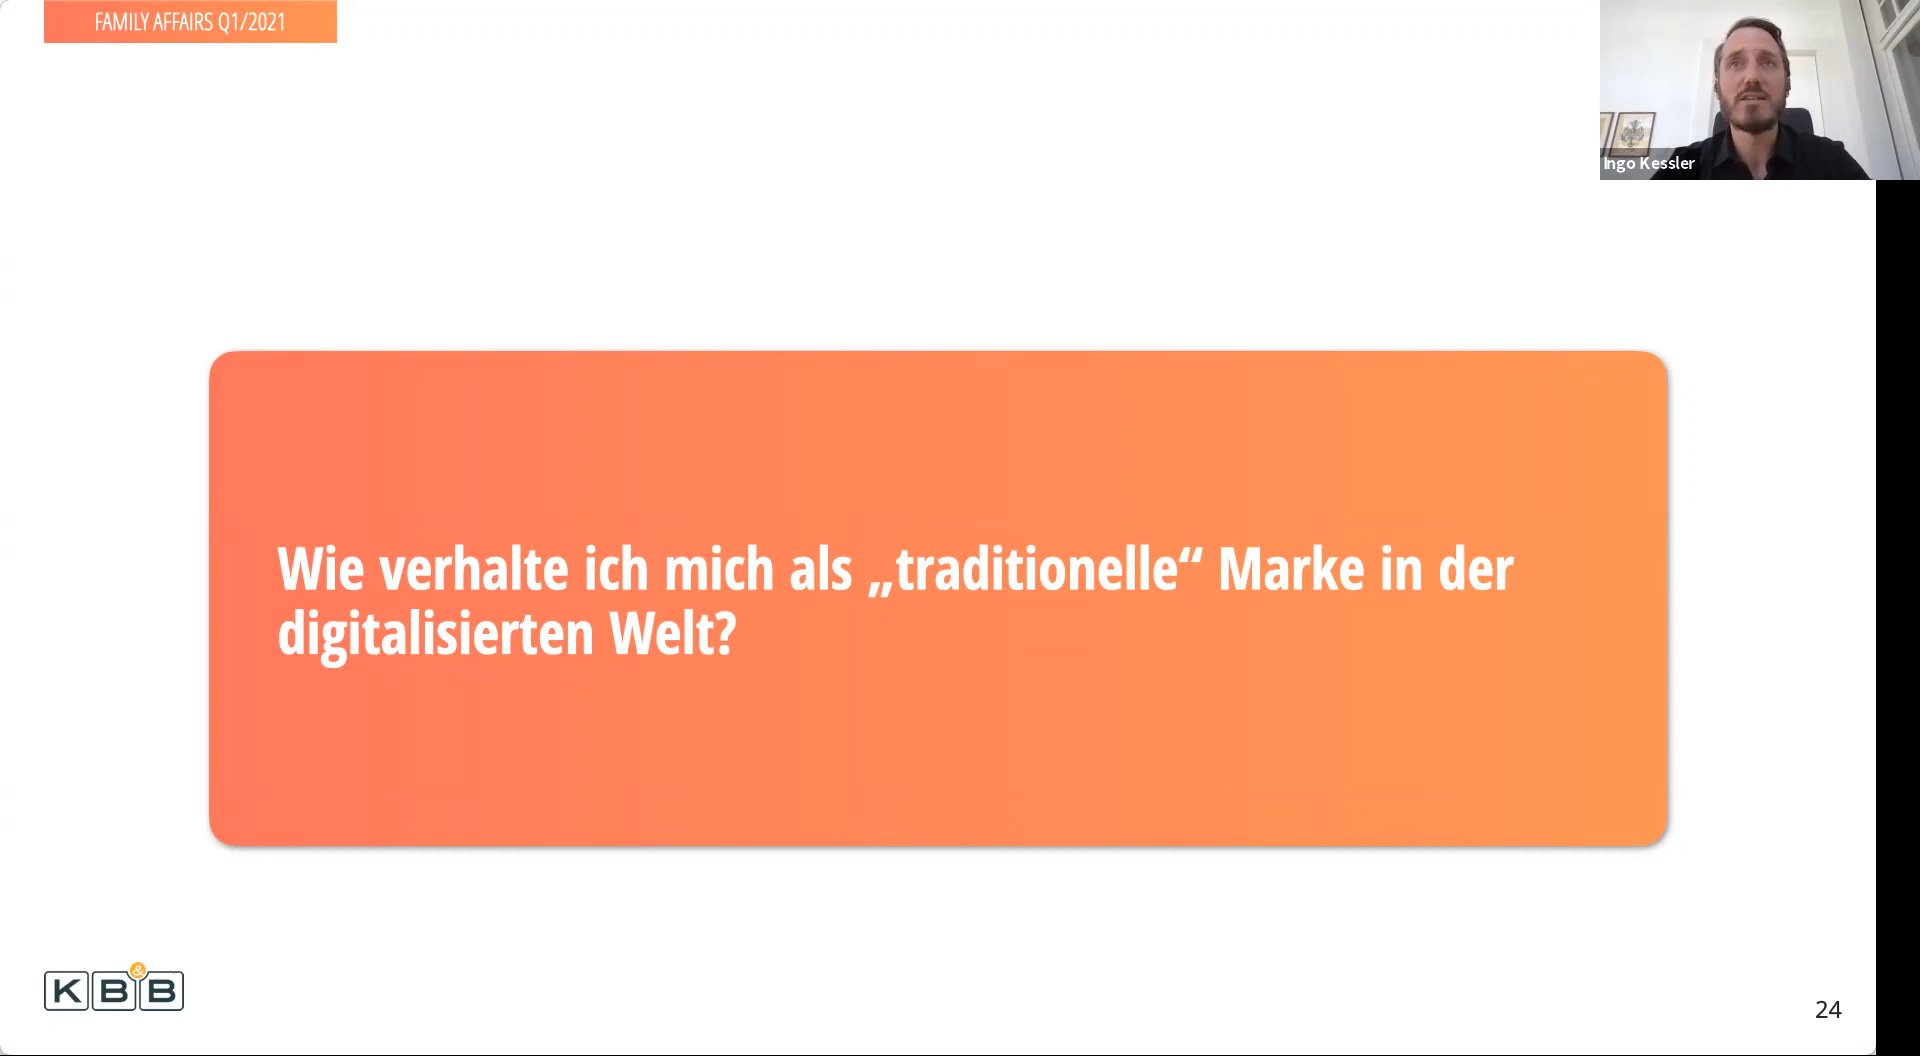 FAMILY AFFAIRS Q1/2021
Ingo Kessler
Wie verhalte ich mich als „traditionelle“ Marke in der
digitalisierten Welt?
KB&B
24